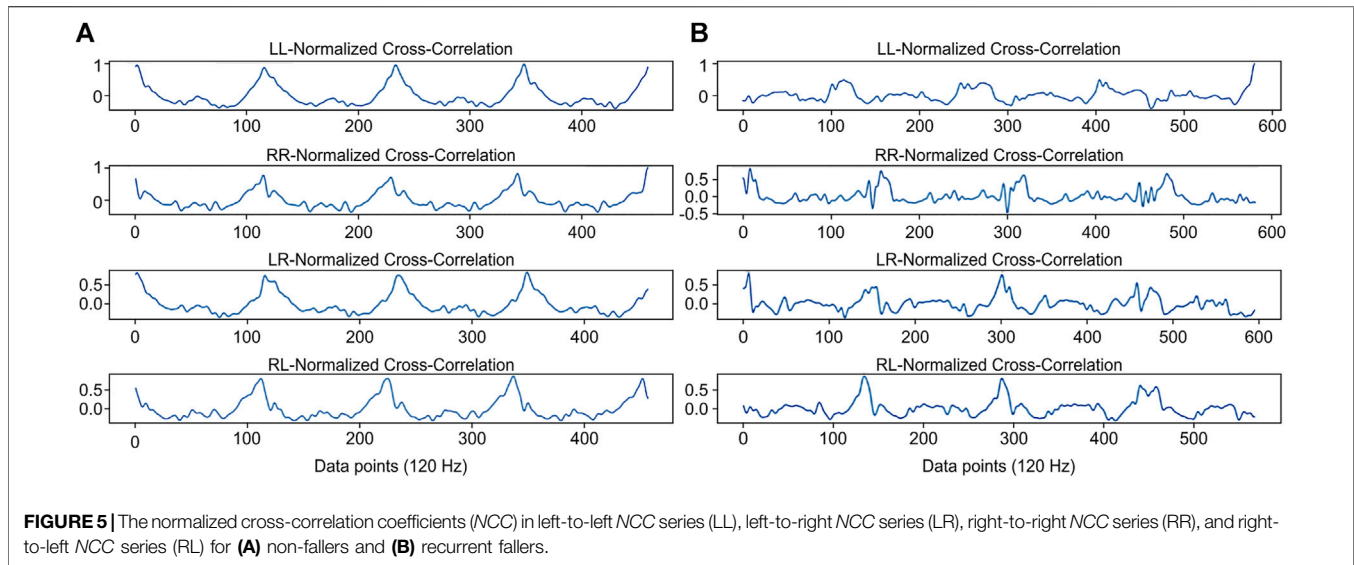 A
LL-Normalized Cross-Correlation
1
0
0 100 200 300 400
RR-Normalized Cross-Correlation
1
0
0 100 200 300 400
LR-Normalized Cross-Correlation
0.5
0.0
0 100 200 300 400
RL-Normalized Cross-Correlation
0.5
0.0
0 100 200 300 400
Data points (120 Hz)
B
LL-Normalized Cross-Correlation
1
0
0 100 200 300 400 500 600
RR-Normalized Cross-Correlation
0.5
0.0
-0.5
0 100 200 300 400 500 600
LR-Normalized Cross-Correlation
0.5
0.0
0 100 200 300 400 500 600
RL-Normalized Cross-Correlation
0.5
0.0
0 100 200 300 400 500
Data points (120 Hz)
FIGURE 5 | The normalized cross-correlation coefficients (NCC) in left-to-left NCC series (LL), left-to-right NCC series (LR), right-to-right NCC series (RR), and right-
to-left NCC series (RL) for (A) non-fallers and (B) recurrent fallers.